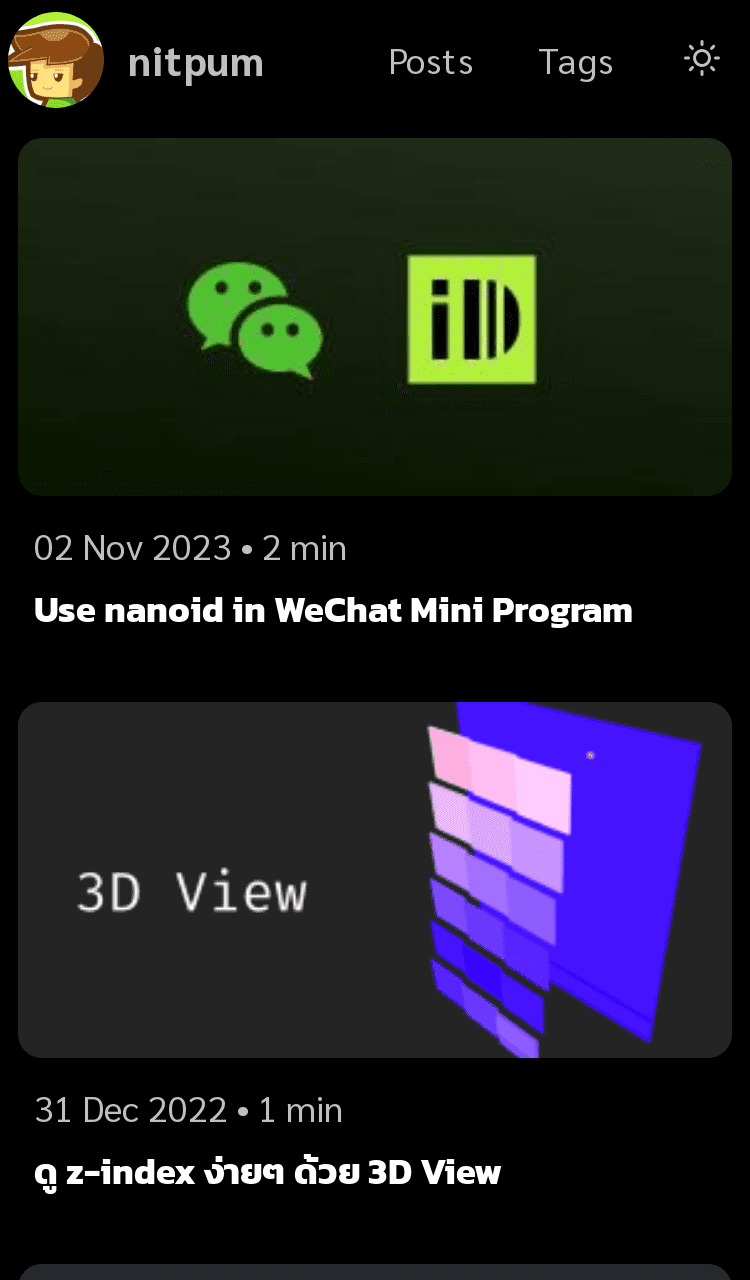 nitpum
Posts
Tags
iD
02 Nov 2023 • 2 min
Use nanoid in WeChat Mini Program
3D View
31 Dec 2022 • 1 min
ดู z-index ง่ายๆ ด้วย 3D View